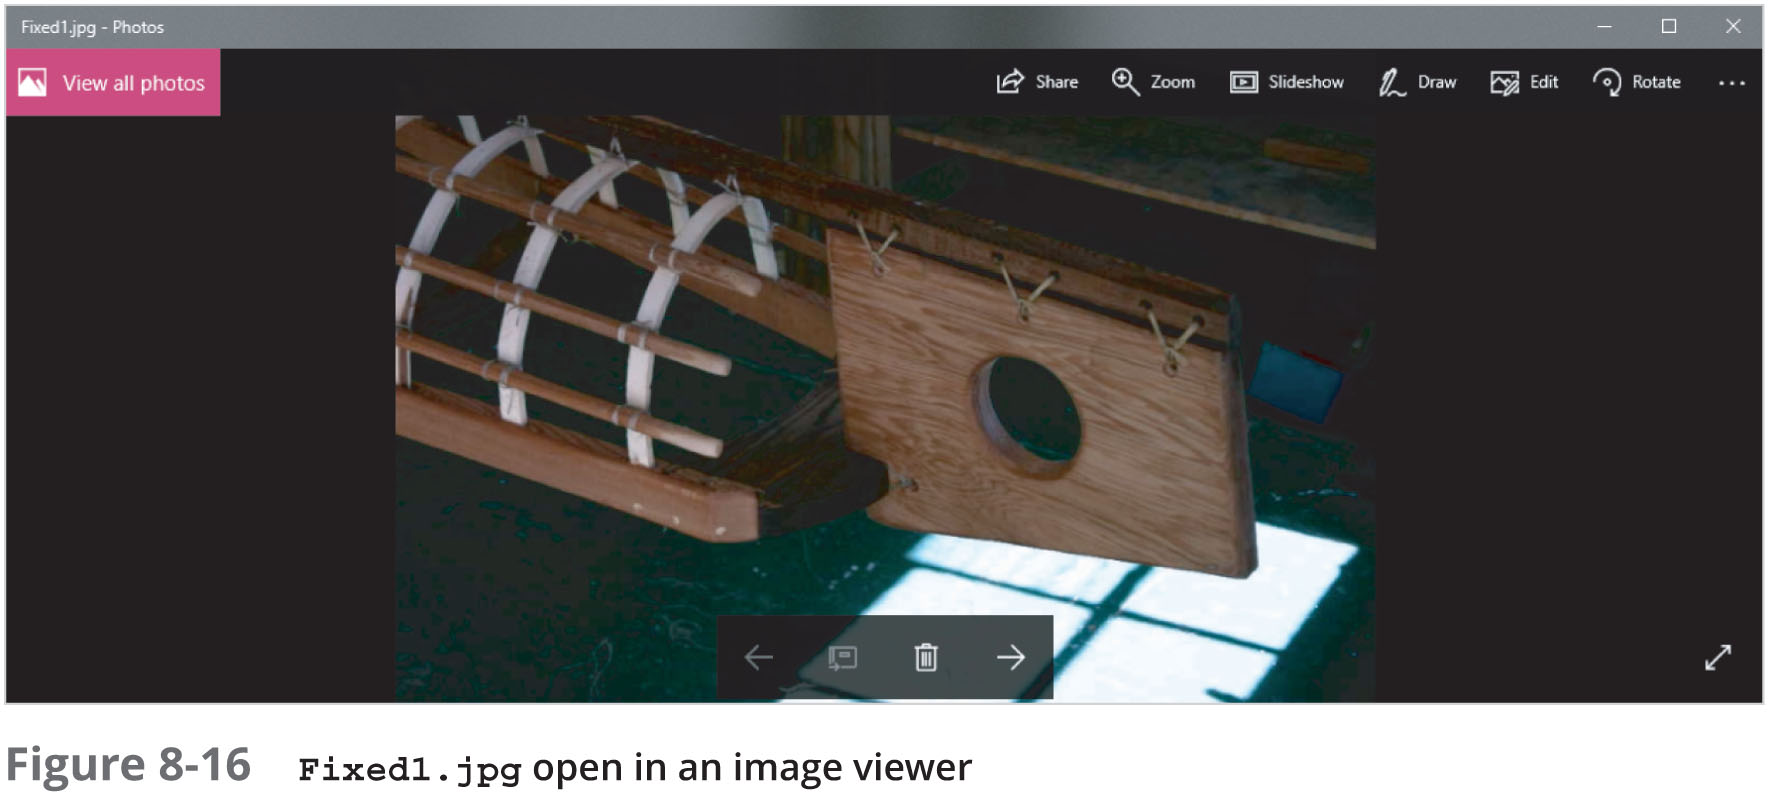 Fixed1.jpg - Photos
View all photos
Share Zoom Slideshow Draw Edit Rotate
Figure 8-16 Fixed1.jpg open in an image viewer